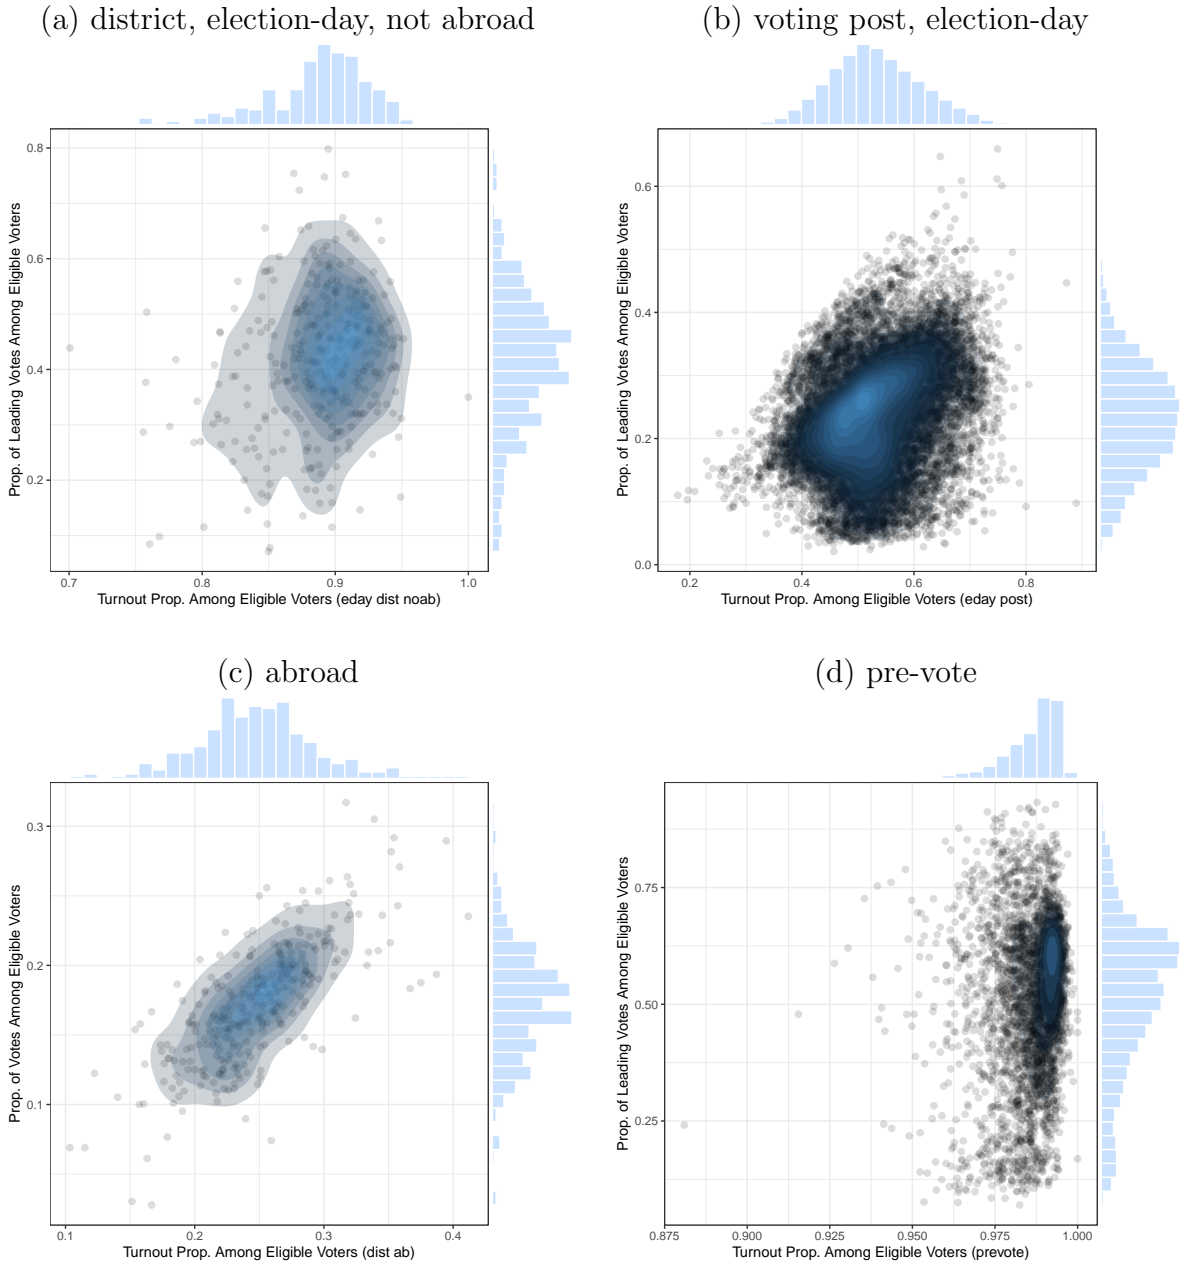 (a) district, election-day, not abroad
0.8
0.6
0.4
0.2
0.7 0.8 0.9 1.0
Prop. of Leading Votes Among Eligible Voters
Turnout Prop. Among Eligible Voters (eday dist noab)
(b) voting post, election-day
0.6
0.4
0.2
0.0
0.2 0.4 0.6 0.8
Prop. of Leading Votes Among Eligible Voters
Turnout Prop. Among Eligible Voters (eday post)
(c) abroad
0.3
0.2
0.1
0.1 0.2 0.3 0.4
Prop. of Votes Among Eligible Voters
Turnout Prop. Among Eligible Voters (dist ab)
(d) pre-vote
0.75
0.50
0.25
0.875 0.900 0.925 0.950 0.975 1.000
Prop. of Leading Votes Among Eligible Voters
Turnout Prop. Among Eligible Voters (prevote)